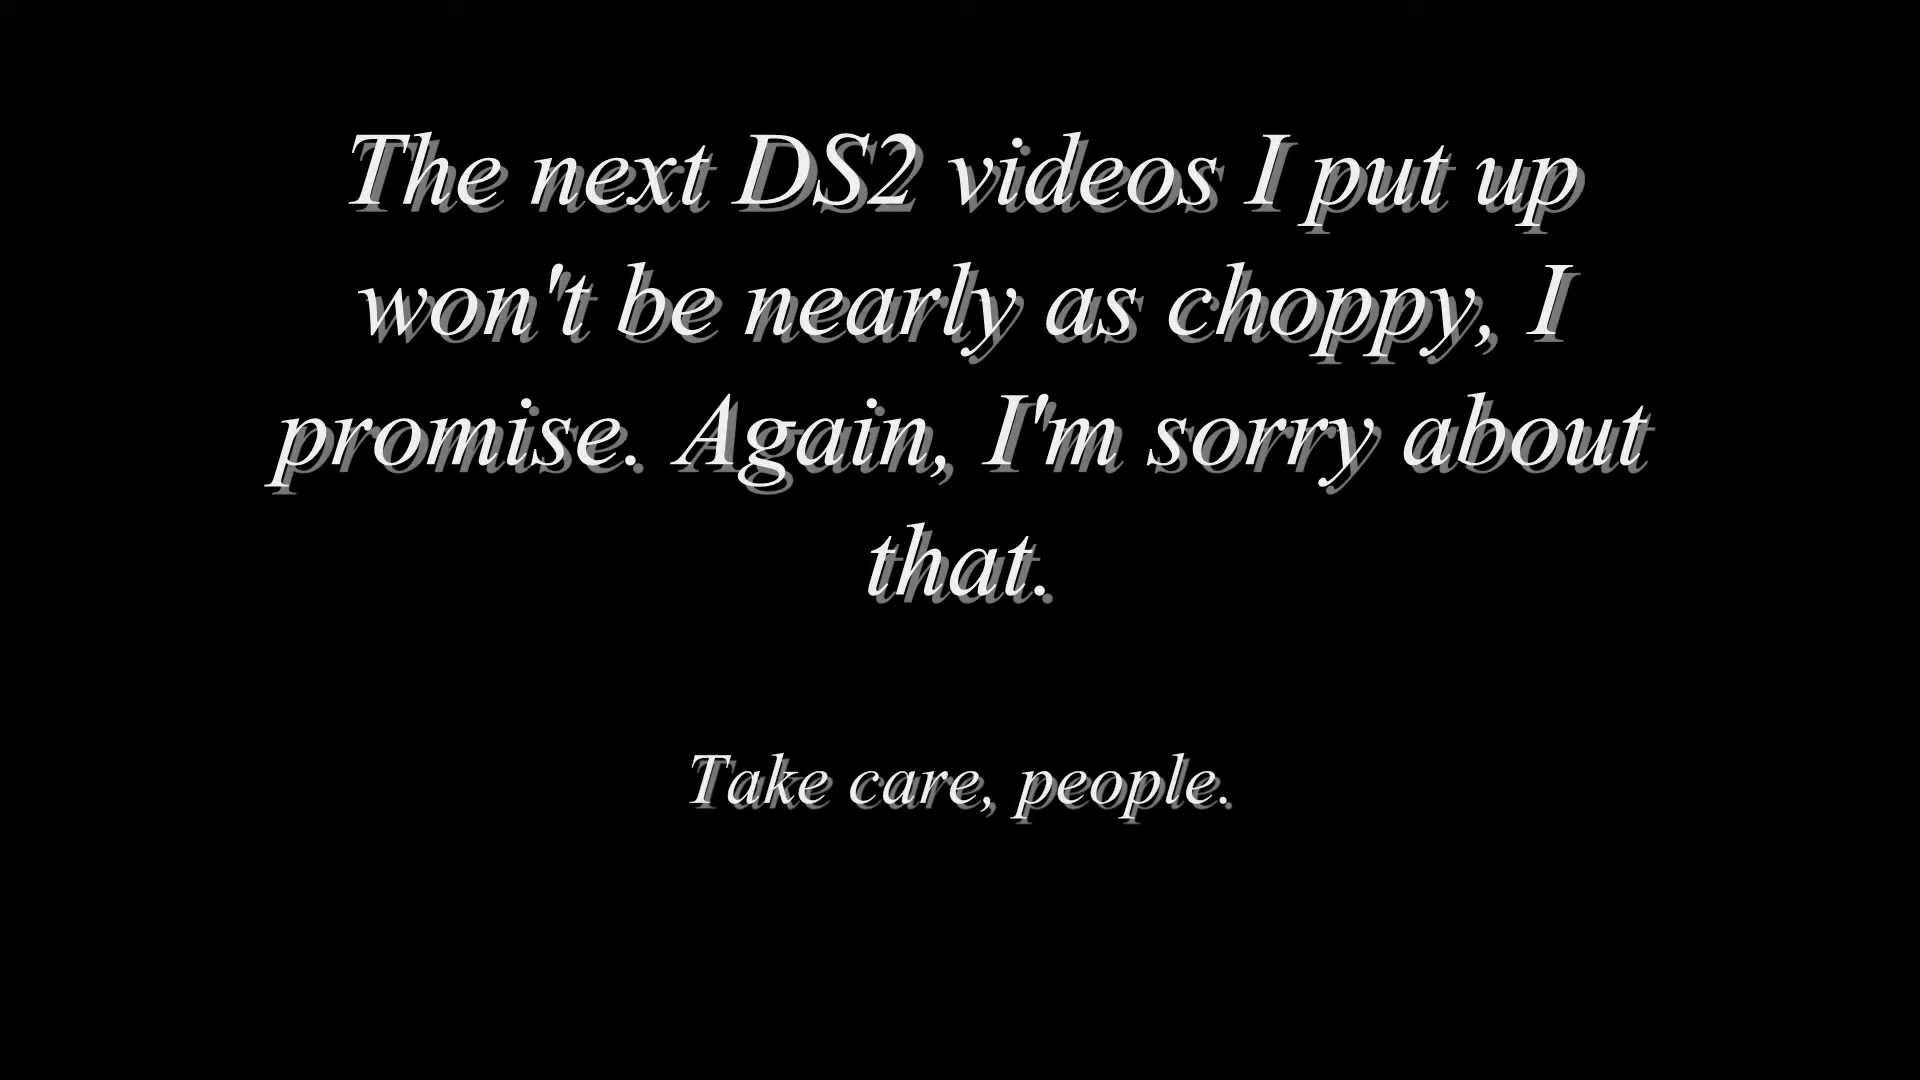 The next DS2 videos I put up
won't be nearly as choppy, I
promise. Again, I'm sorry about
that.
Take care, people.